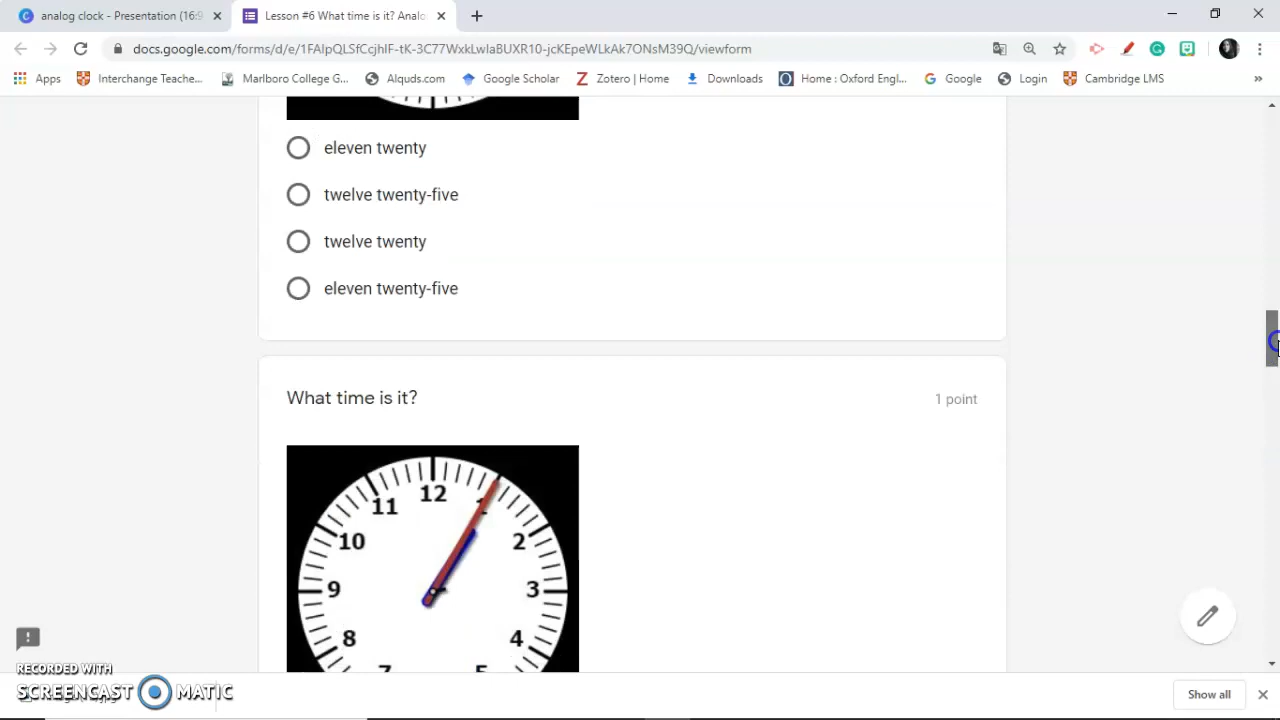 analog clock - Presentation (16:9
Lesson #6 What time is it? Analo
docs.google.com/forms/d/e/1FAIpQLSfCcjhIF-tK-3C77WxkLwIaBUXR10-jcKEpeWLkAk7ONsM39Q/viewform
Apps
Interchange Teache...
Marlboro College G...
Alquds.com
Google Scholar
Zotero | Home
Downloads
Home : Oxford Engl...
Google
Login
Cambridge LMS
»
eleven twenty
twelve twenty-five
twelve twenty
eleven twenty-five
What time is it?
1 point
12
11
1
10
2
9
3
8
4
7
5
RECORDED WITH
SCREENCAST MATIC
Show all